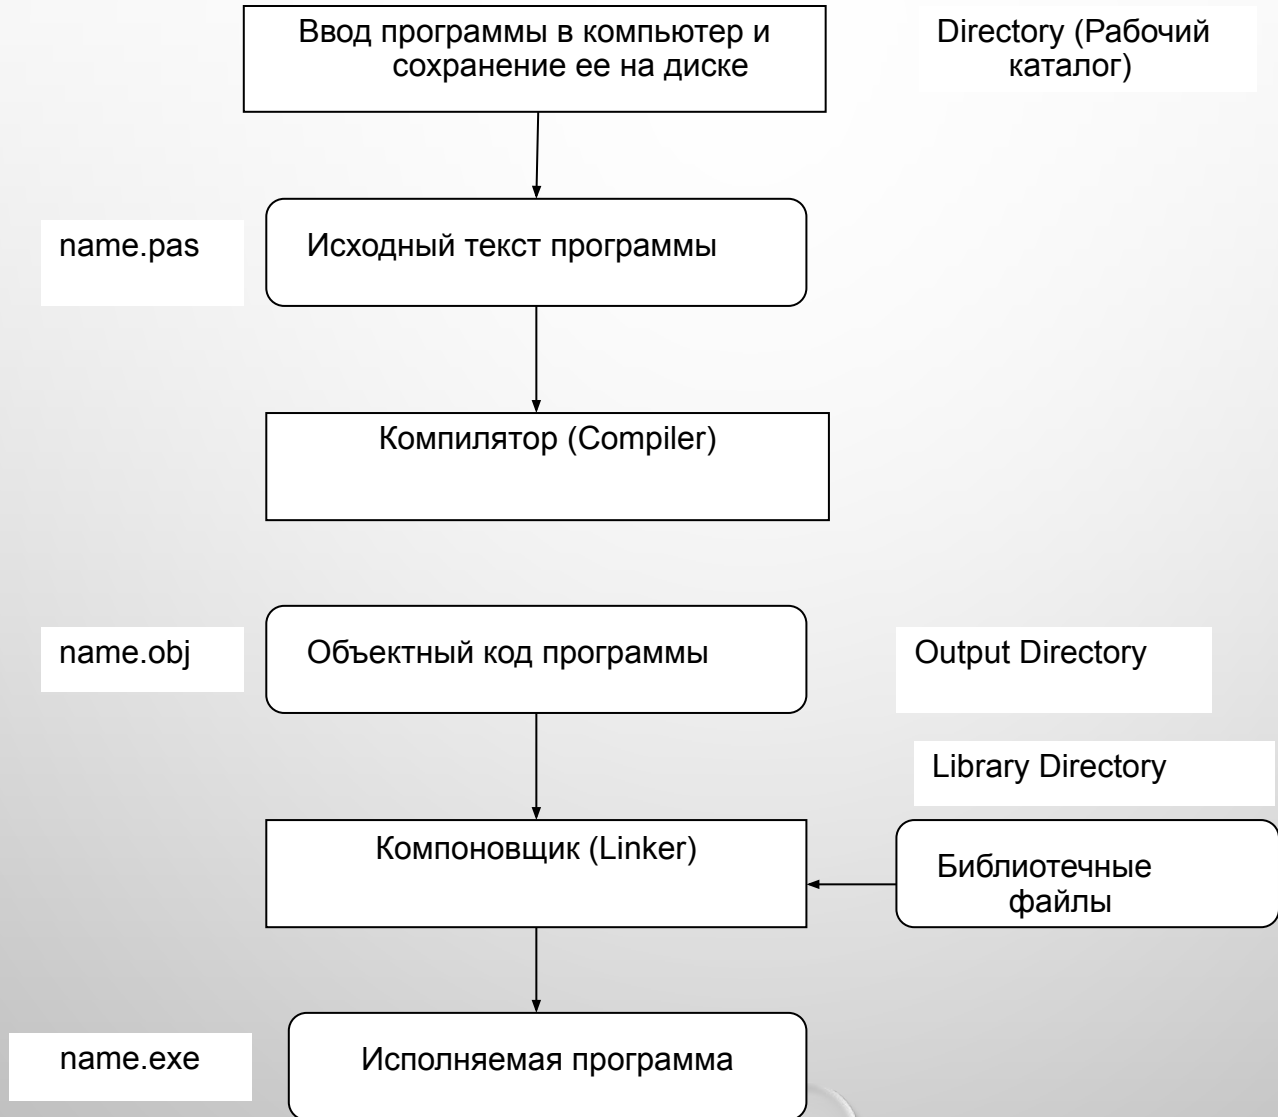 Ввод программы в компьютер и
сохранение ее на диске
Directory (Рабочий
каталог)
name.pas
Исходный текст программы
Компилятор (Compiler)
name.obj
Объектный код программы
Output Directory
Library Directory
Компоновщик (Linker)
Библиотечные
файлы
name.exe
Исполняемая программа